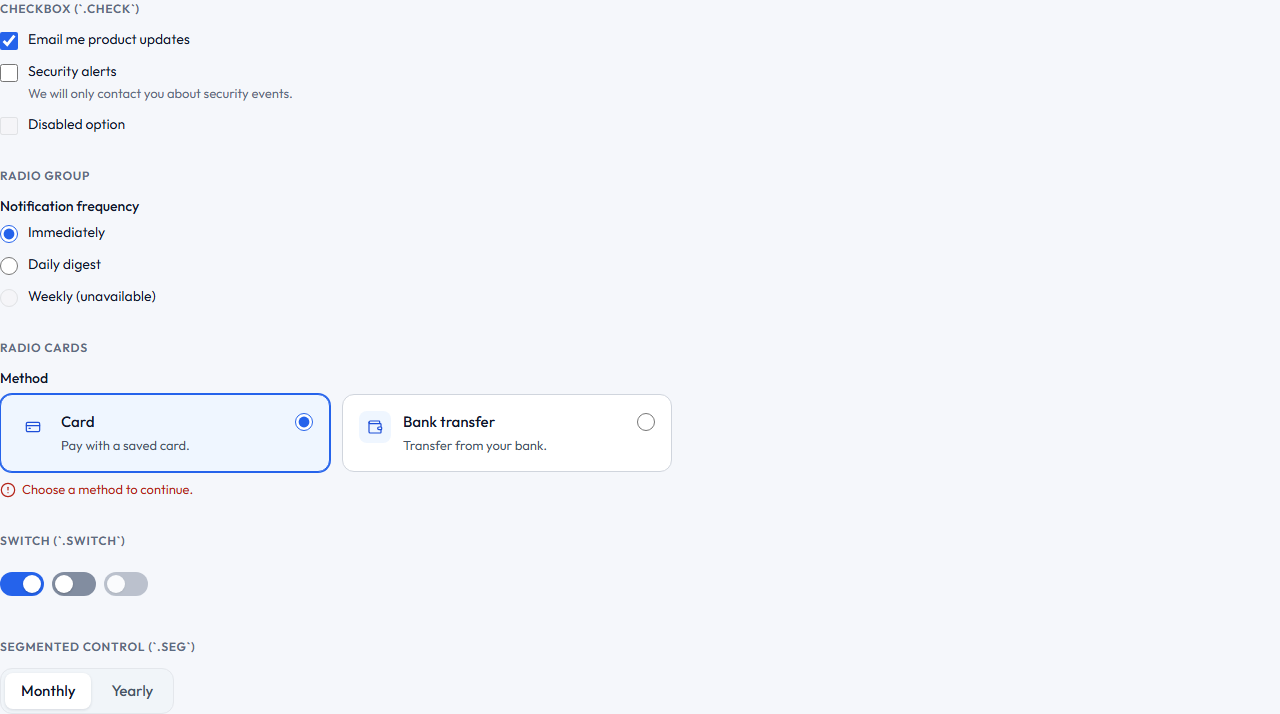 CHECKBOX (`.CHECK`)
Email me product updates
Security alerts
We will only contact you about security events.
Disabled option
RADIO GROUP
Notification frequency
Immediately
Daily digest
Weekly (unavailable)
RADIO CARDS
Method
Card
Pay with a saved card.
Bank transfer
Transfer from your bank.
Choose a method to continue.
SWITCH (`.SWITCH`)
SEGMENTED CONTROL (`.SEG`)
Monthly Yearly